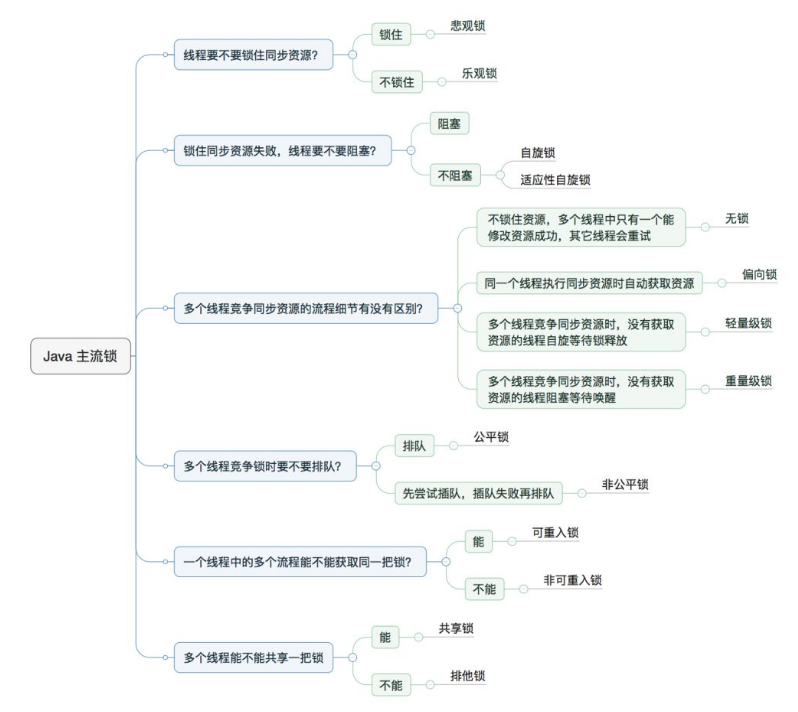 Java 主流锁
线程要不要锁住同步资源？
锁住
悲观锁
不锁住
乐观锁
锁住同步资源失败，线程要不要阻塞？
阻塞
不阻塞
自旋锁
适应性自旋锁
多个线程竞争同步资源的流程细节有没有区别？
不锁住资源，多个线程中只有一个能
修改资源成功，其它线程会重试
无锁
同一个线程执行同步资源时自动获取资源
偏向锁
多个线程竞争同步资源时，没有获取
资源的线程自旋等待锁释放
轻量级锁
多个线程竞争同步资源时，没有获取
资源的线程阻塞等待唤醒
重量级锁
多个线程竞争锁时要不要排队？
排队
公平锁
先尝试插队，插队失败再排队
非公平锁
一个线程中的多个流程能不能获取同一把锁？
能
可重入锁
不能
非可重入锁
多个线程能不能共享一把锁
能
共享锁
不能
排他锁